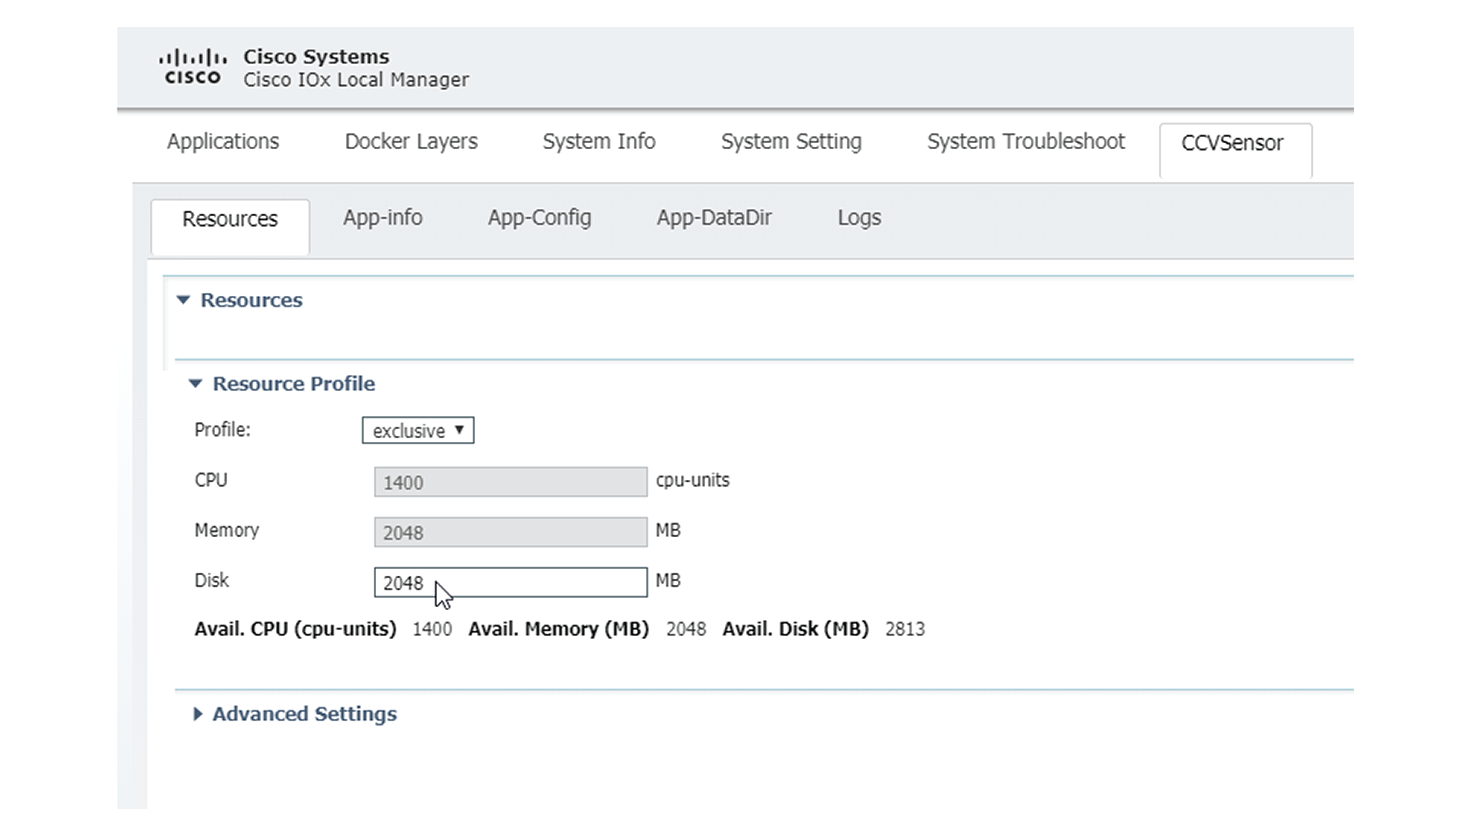 Cisco Systems
CISCO Cisco IOx Local Manager
Applications Docker Layers System Info System Setting System Troubleshoot CCVSensor
Resources App-info App-Config App-DataDir Logs
Resources
Resource Profile
Profile: exclusive
CPU 1400 cpu-units
Memory 2048 MB
Disk 2048 MB
Avail. CPU (cpu-units) 1400 Avail. Memory (MB) 2048 Avail. Disk (MB) 2813
Advanced Settings